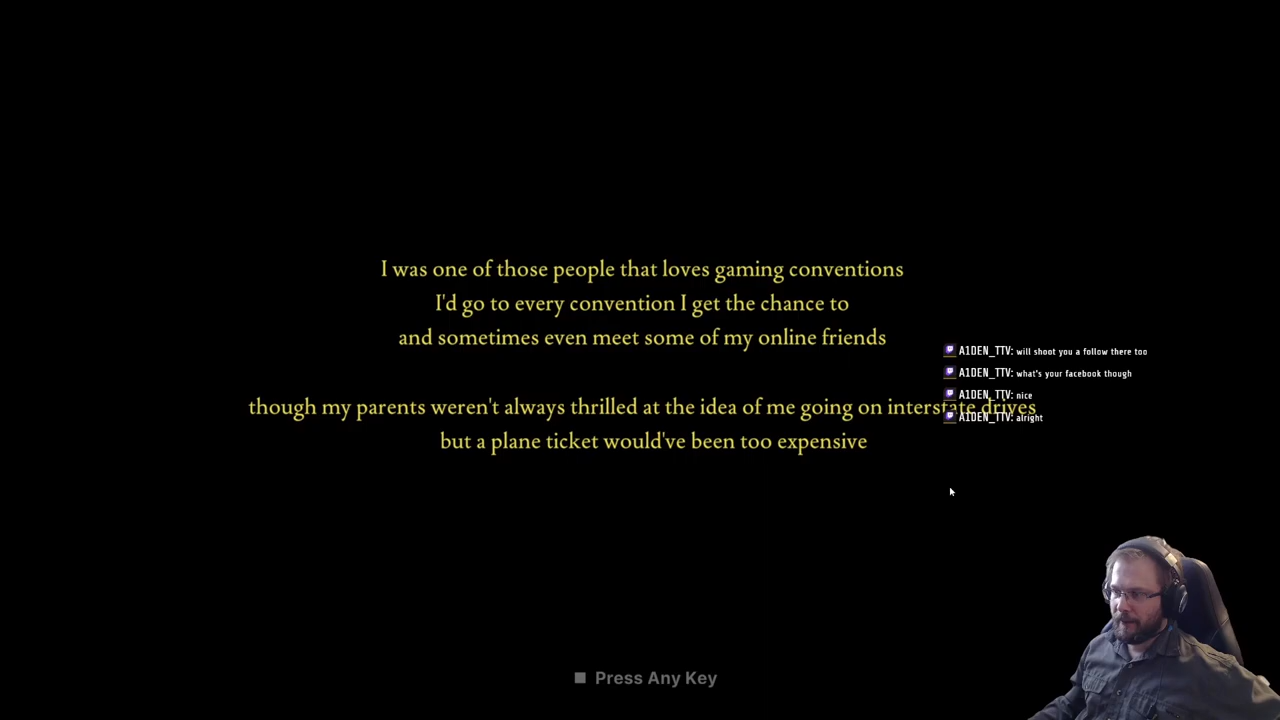 I was one of those people that loves gaming conventions
I'd go to every convention I get the chance to
and sometimes even meet some of my online friends
though my parents weren't always thrilled at the idea of me going on interstate drives
but a plane ticket would've been too expensive
A1DEN_TTV: will shoot you a follow there too
A1DEN_TTV: what's your facebook though
A1DEN_TTV: nice
A1DEN_TTV: alright
Press Any Key